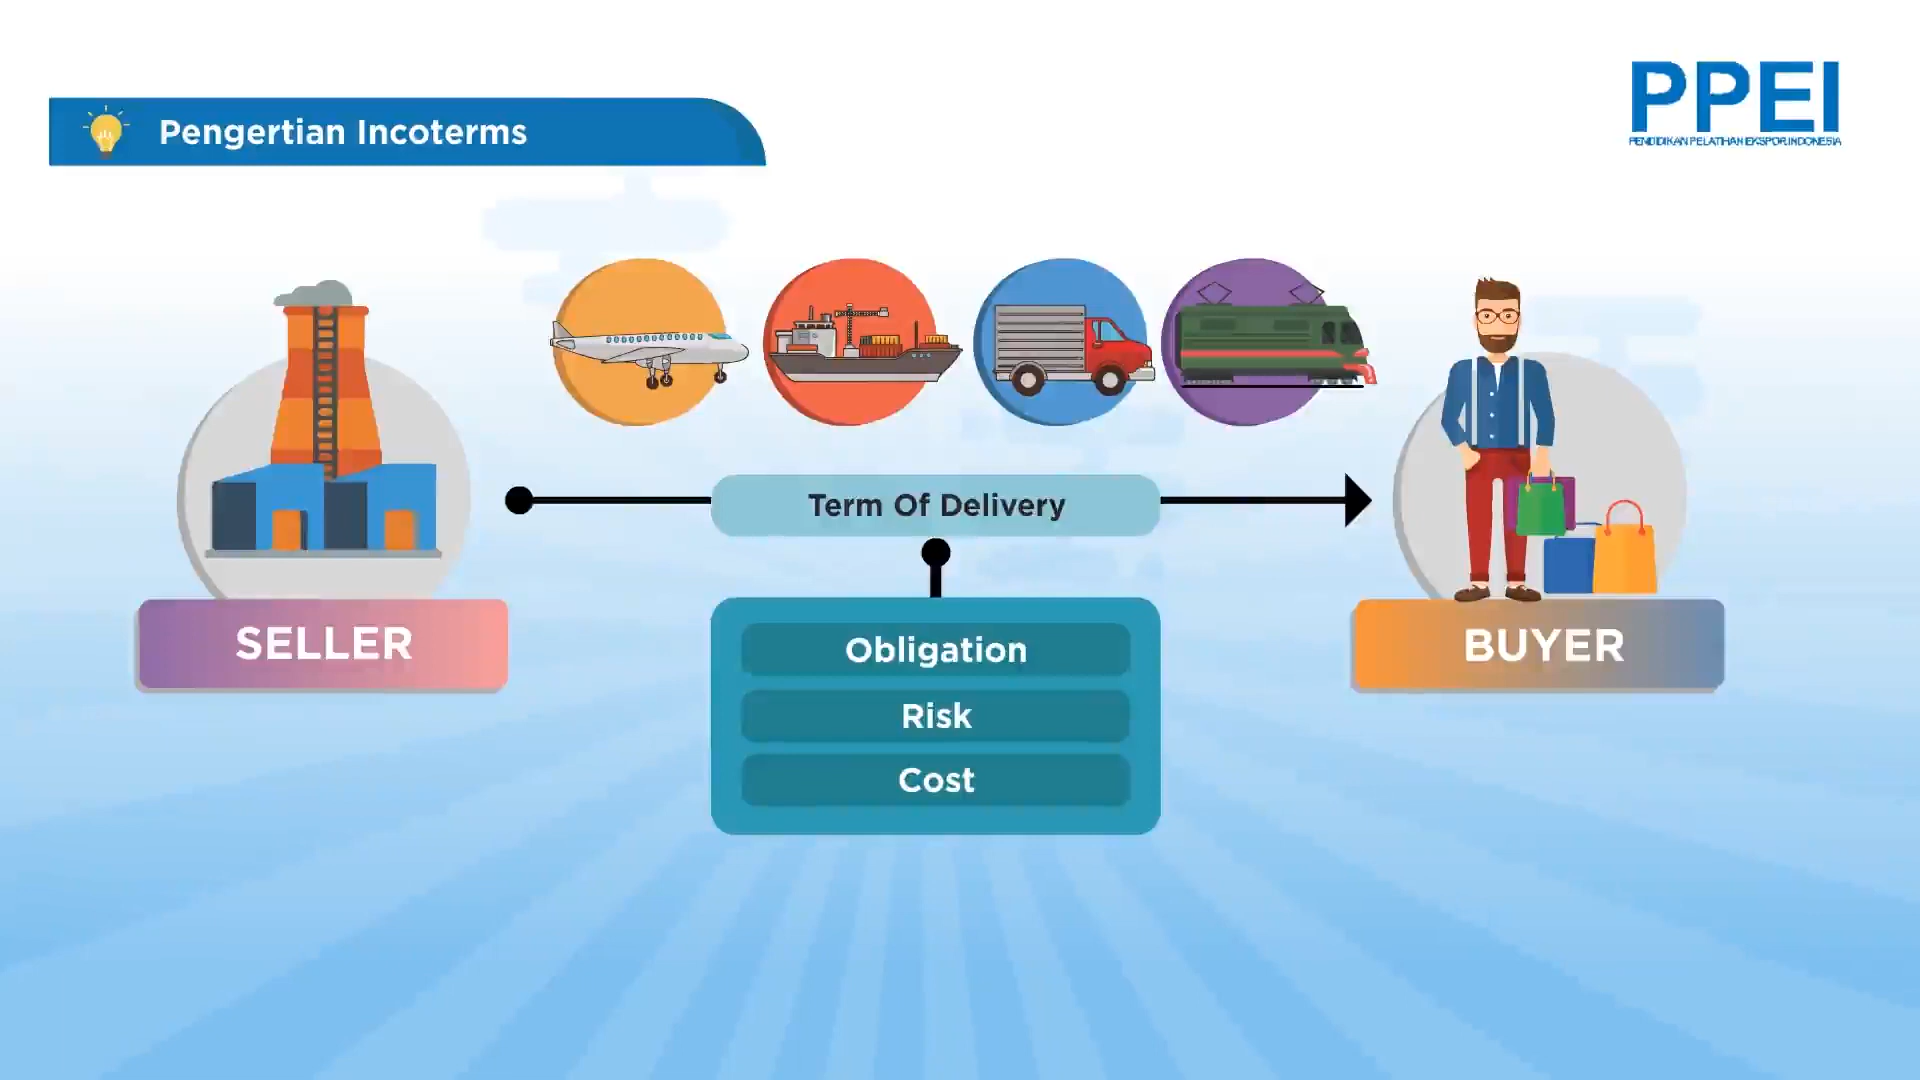 PPEI
PENDIDIKAN PELATIHAN EKSPOR INDONESIA
Pengertian Incoterms
Term Of Delivery
SELLER
Obligation
Risk
Cost
BUYER